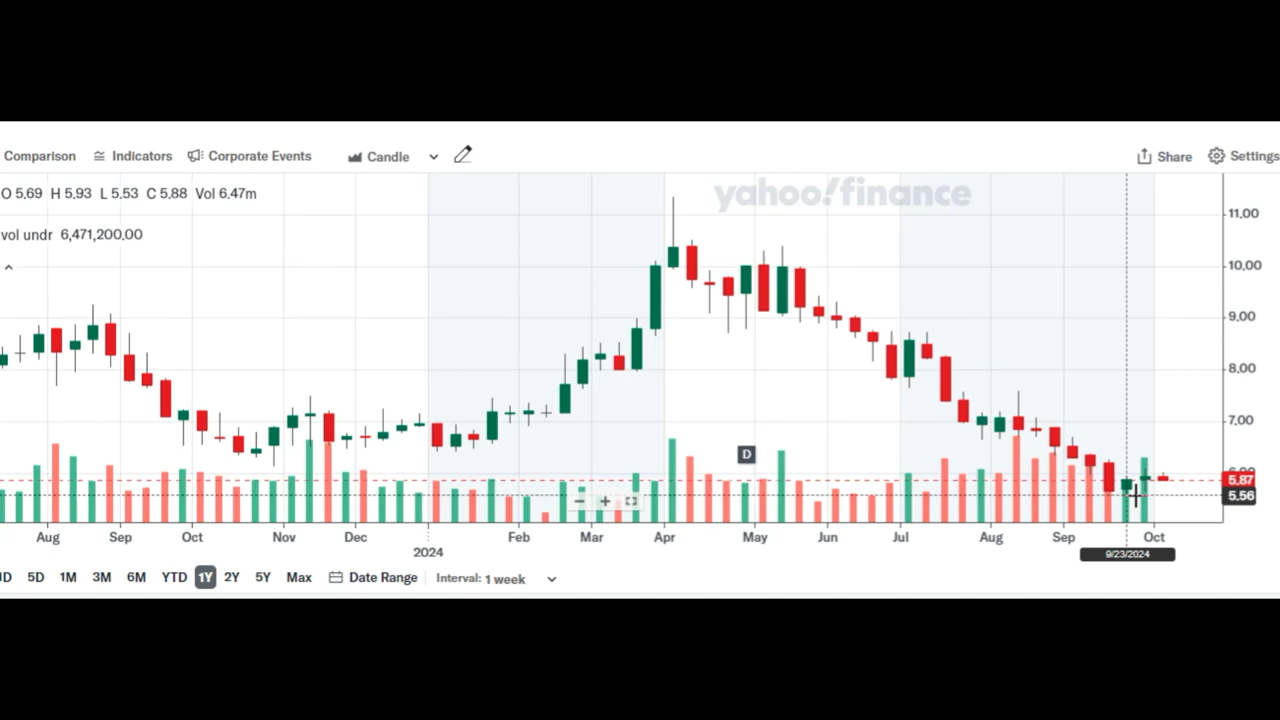 Comparison Indicators Corporate Events Candle Share Settings
O 5.69 H 5.93 L 5.53 C 5.88 Vol 6.47m
yahoo!finance
vol undr 6,471,200.00
11.00
10.00
9.00
8.00
7.00
D
6.00
5.87
5.56
Aug Sep Oct Nov Dec Feb Mar Apr May Jun Jul Aug Sep Oct
2024
9/23/2024
5D 1M 3M 6M YTD 1Y 2Y 5Y Max Date Range Interval: 1 week